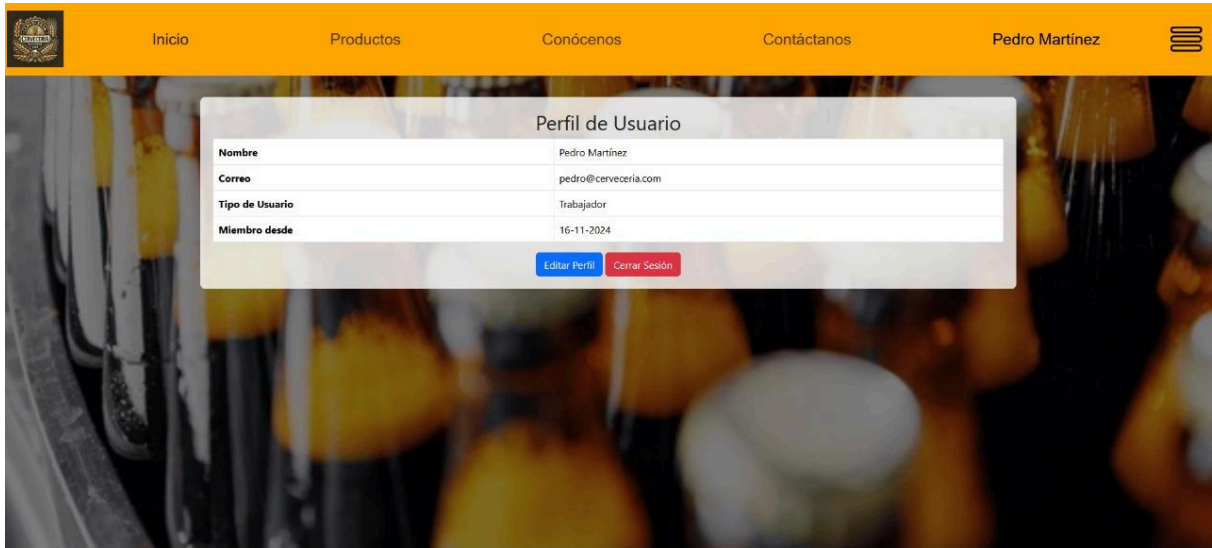 CERVECERIA
Inicio Productos Conócenos Contáctanos Pedro Martínez
Perfil de Usuario
Nombre Pedro Martínez
Correo pedro@cerveceria.com
Tipo de Usuario Trabajador
Miembro desde 16-11-2024
Editar Perfil Cerrar Sesión